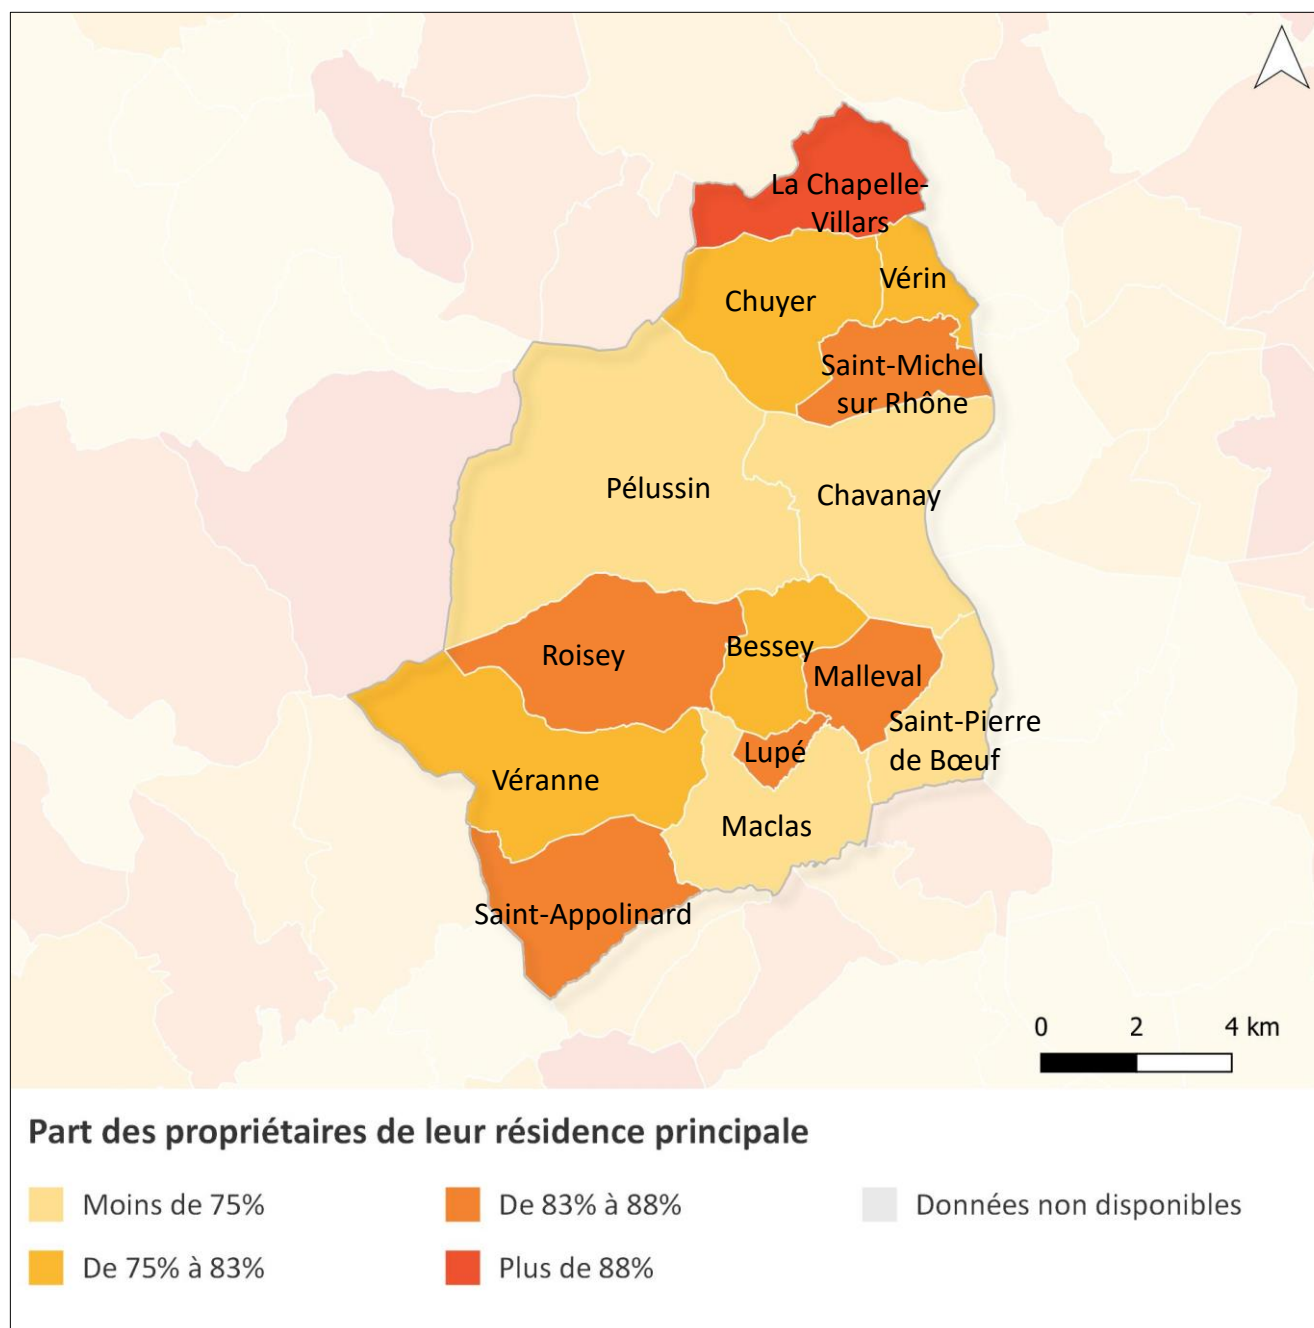 La Chapelle-
Villars
Vérin
Chuyer
Saint-Michel
sur Rhône
Pélussin
Chavanay
Roisey
Bessey
Malleval
Saint-Pierre
de Bœuf
Lupé
Véranne
Maclas
Saint-Appolinard
0 2 4 km
Part des propriétaires de leur résidence principale
Moins de 75%
De 75% à 83%
De 83% à 88%
Plus de 88%
Données non disponibles